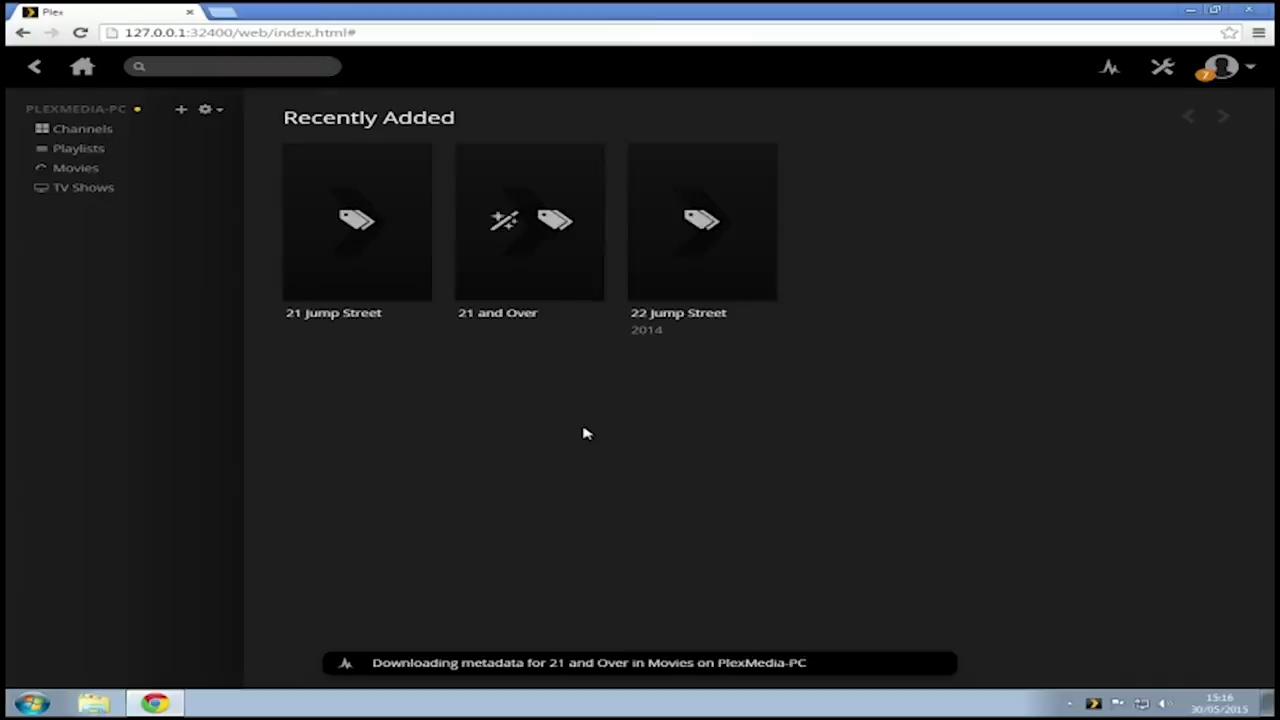 Plex
127.0.0.1:32400/web/index.html#
7
PLEXMEDIA-PC
Channels
Playlists
Movies
TV Shows
Recently Added
21 Jump Street
21 and Over
22 Jump Street
2014
Downloading metadata for 21 and Over in Movies on PlexMedia-PC
15:16
30/05/2015